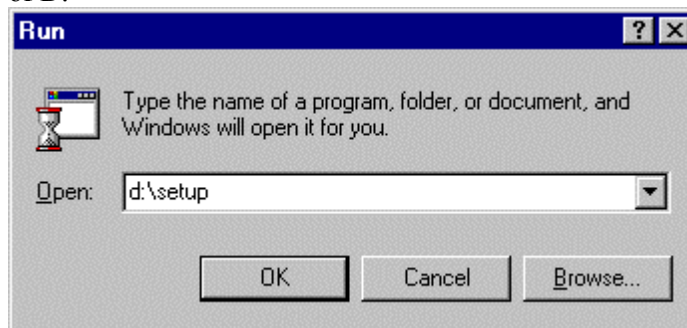 Run
Type the name of a program, folder, or document, and
Windows will open it for you.
Open: d:\setup
OK Cancel Browse...